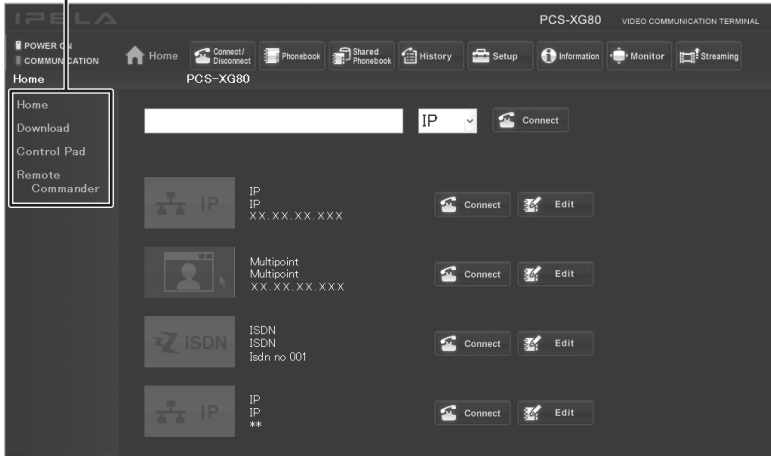 IPELA
PCS-XG80 VIDEO COMMUNICATION TERMINAL
POWER ON
COMMUNICATION
Home
Connect/
Disconnect
Phonebook
Shared
Phonebook
History
Setup
Information
Monitor
Streaming
Home
PCS-XG80
Home
Download
Control Pad
Remote
Commander
IP
Connect
IP
IP
IP
XX.XX.XX.XXX
Connect
Edit
Multipoint
Multipoint
XX.XX.XX.XXX
Connect
Edit
ISDN
ISDN
ISDN
Isdn no 001
Connect
Edit
IP
IP
IP
**
Connect
Edit